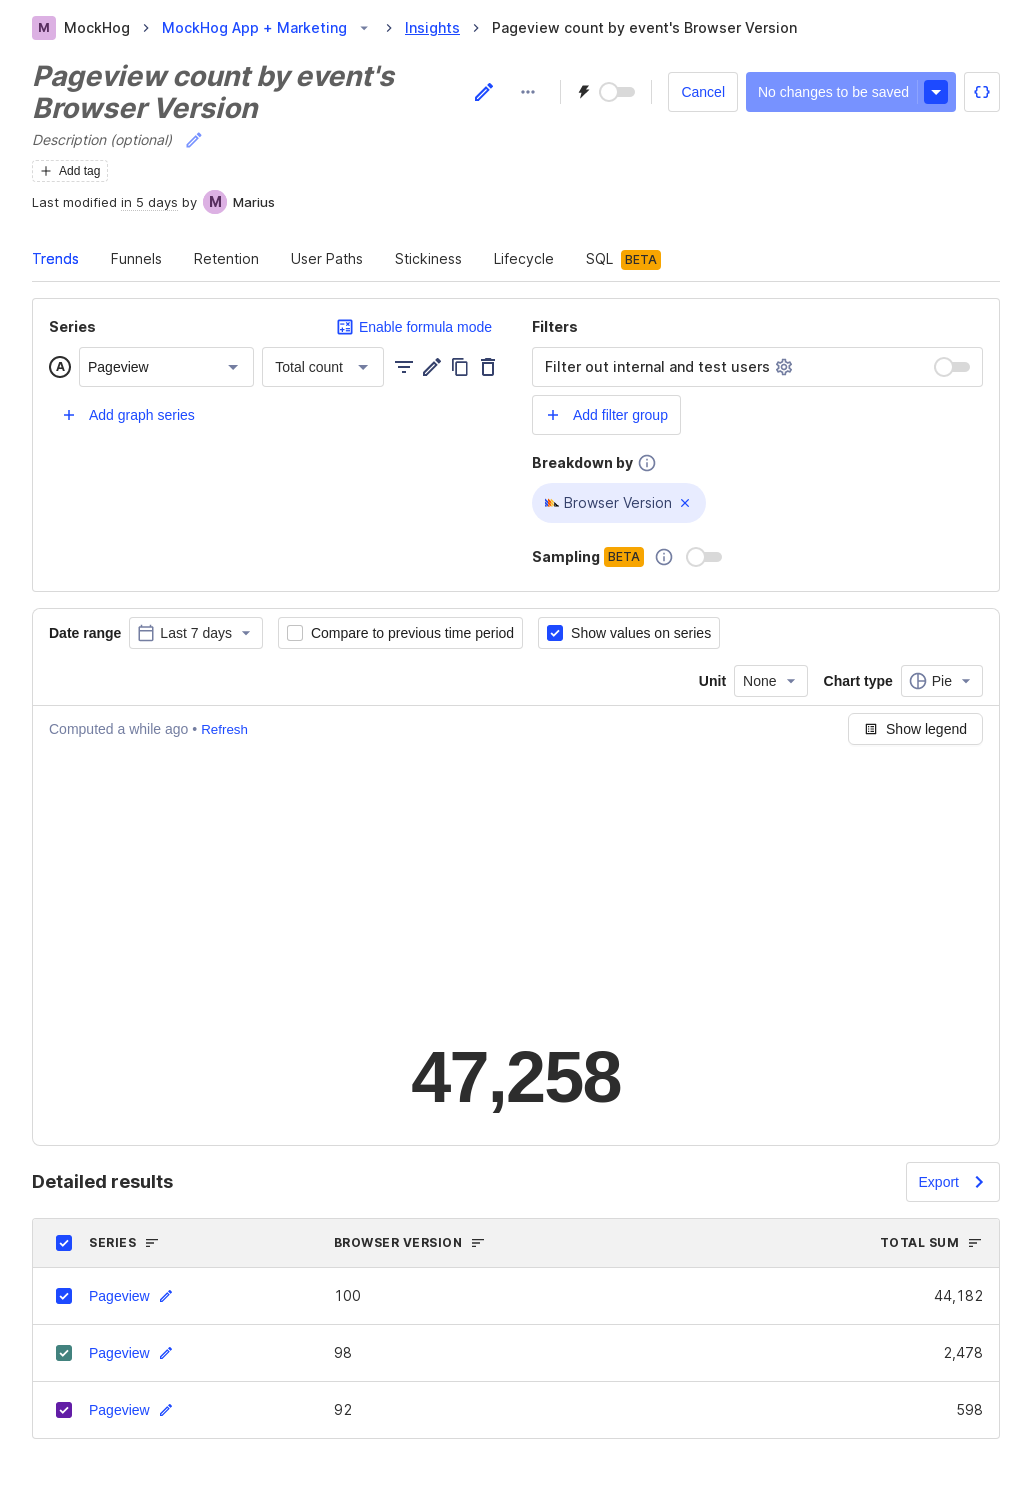 M MockHog MockHog App + Marketing Insights Pageview count by event's Browser Version
Pageview count by event's
Browser Version
Cancel No changes to be saved
Description (optional)
Add tag
Last modified in 5 days by M Marius
Trends Funnels Retention User Paths Stickiness Lifecycle SQL BETA
Series Enable formula mode
A Pageview Total count
Add graph series
Filters
Filter out internal and test users
Add filter group
Breakdown by
Browser Version
Sampling BETA
Date range Last 7 days Compare to previous time period Show values on series
Unit None Chart type Pie
Computed a while ago • Refresh Show legend
47,258
Detailed results Export
SERIES BROWSER VERSION TOTAL SUM
Pageview 100 44,182
Pageview 98 2,478
Pageview 92 598